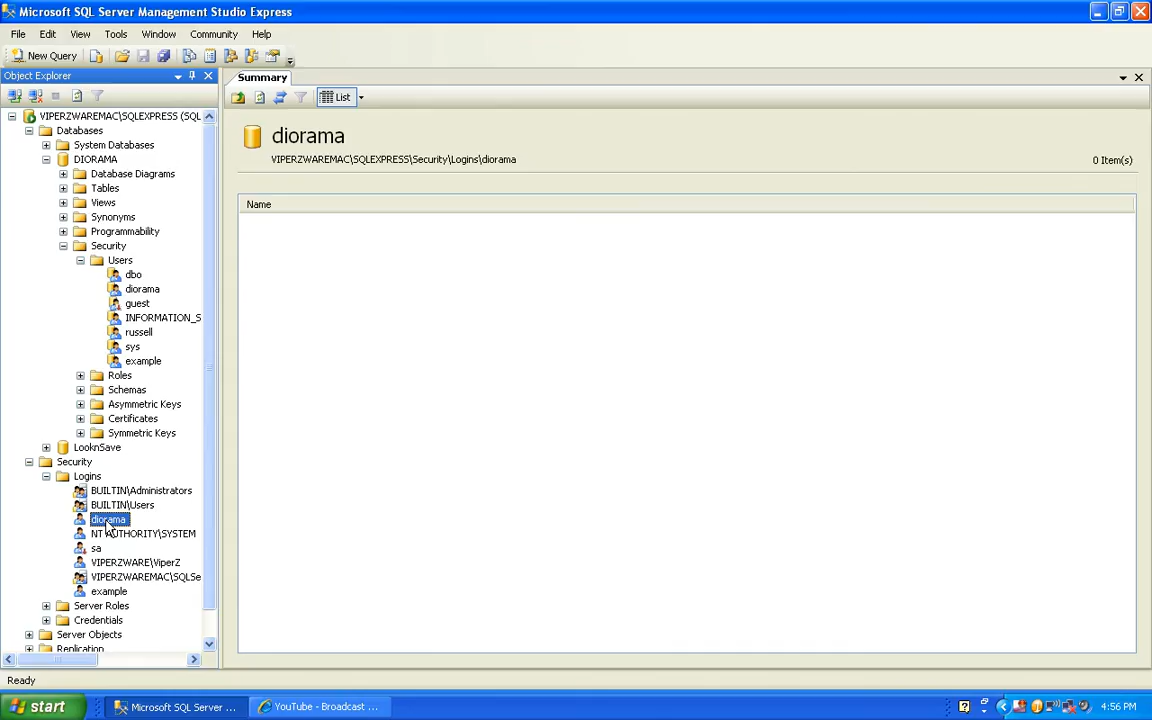 Microsoft SQL Server Management Studio Express
File Edit View Tools Window Community Help
New Query
Object Explorer
Summary
List
VIPERZWAREMAC\SQLEXPRESS (SQL
Databases
System Databases
DIORAMA
Database Diagrams
Tables
Views
Synonyms
Programmability
Security
Users
dbo
diorama
guest
INFORMATION_S
russell
sys
example
Roles
Schemas
Asymmetric Keys
Certificates
Symmetric Keys
LooknSave
Security
Logins
BUILTIN\Administrators
BUILTIN\Users
diorama
NT AUTHORITY\SYSTEM
sa
VIPERZWARE\ViperZ
VIPERZWAREMAC\SQLSe
example
Server Roles
Credentials
Server Objects
Replication
diorama
VIPERZWAREMAC\SQLEXPRESS\Security\Logins\diorama
0 Item(s)
Name
Ready
start
Microsoft SQL Server ...
YouTube - Broadcast ...
4:56 PM